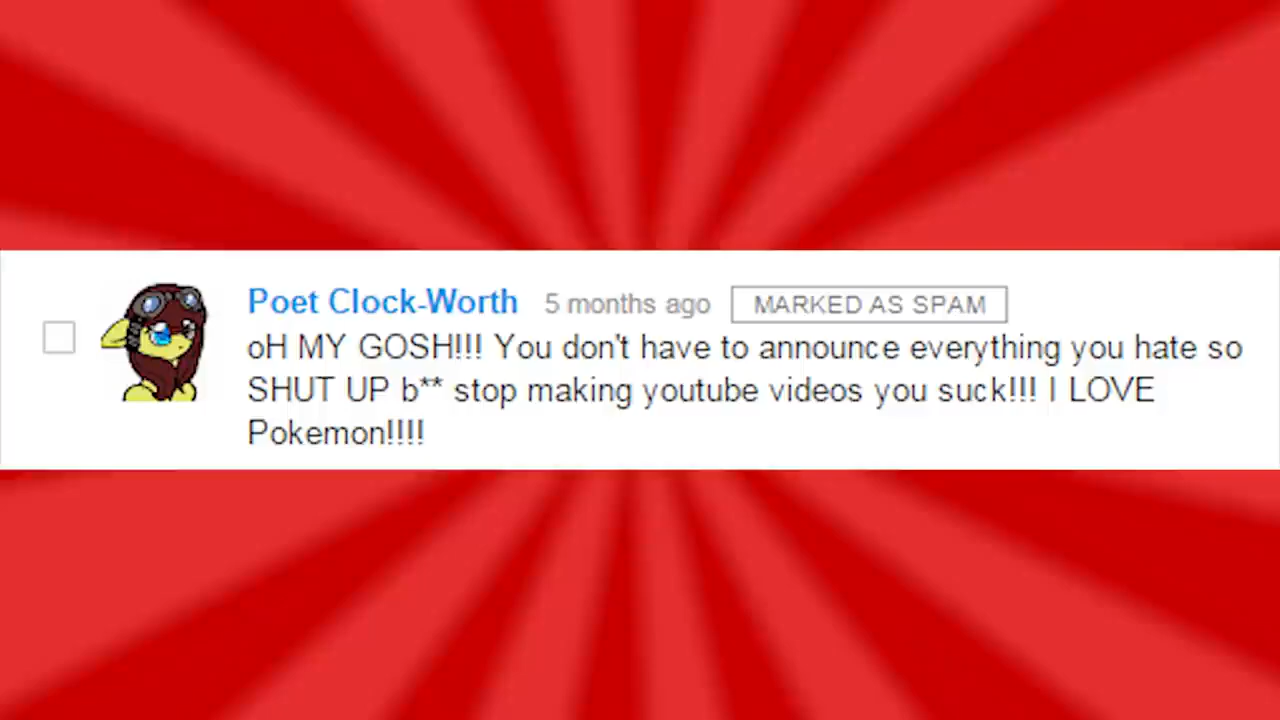 Poet Clock-Worth 5 months ago MARKED AS SPAM
oH MY GOSH!!! You don't have to announce everything you hate so
SHUT UP b** stop making youtube videos you suck!!! I LOVE
Pokemon!!!!